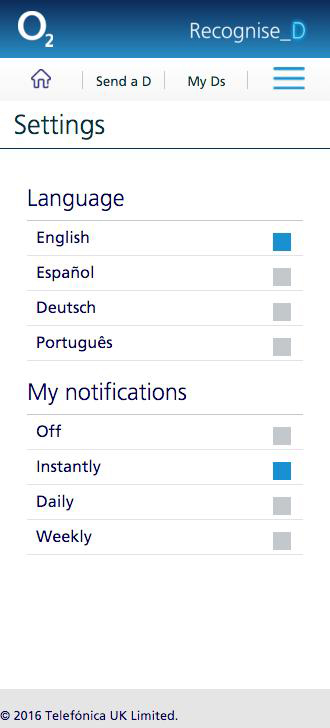 O2
Recognise_D
Send a D
My Ds
Settings
Language
English
Español
Deutsch
Português
My notifications
Off
Instantly
Daily
Weekly
© 2016 Telefónica UK Limited.